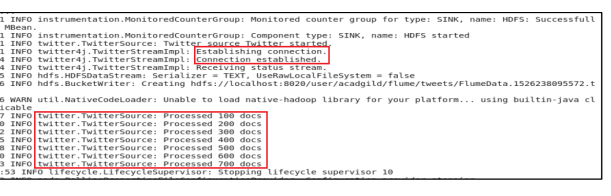 1 INFO instrumentation.MonitoredCounterGroup: Monitored counter group for type: SINK, name: HDFS: Successfull
MBean.
1 INFO instrumentation.MonitoredCounterGroup: Component type: SINK, name: HDFS started
1 INFO twitter.TwitterSource: Twitter source Twitter started.
1 INFO twitter4j.TwitterStreamImpl: Establishing connection.
4 INFO twitter4j.TwitterStreamImpl: Connection established.
4 INFO twitter4j.TwitterStreamImpl: Receiving status stream.
5 INFO hdfs.HDFSDataStream: Serializer = TEXT, UseRawLocalFileSystem = false
6 INFO hdfs.BucketWriter: Creating hdfs://localhost:8020/user/acadgild/flume/tweets/FlumeData.1526238095572.t
6 WARN util.NativeCodeLoader: Unable to load native-hadoop library for your platform... using builtin-java cl
icable
7 INFO twitter.TwitterSource: Processed 100 docs
0 INFO twitter.TwitterSource: Processed 200 docs
2 INFO twitter.TwitterSource: Processed 300 docs
5 INFO twitter.TwitterSource: Processed 400 docs
8 INFO twitter.TwitterSource: Processed 500 docs
0 INFO twitter.TwitterSource: Processed 600 docs
3 INFO twitter.TwitterSource: Processed 700 docs
:53 INFO lifecycle.LifecycleSupervisor: Stopping lifecycle supervisor 10